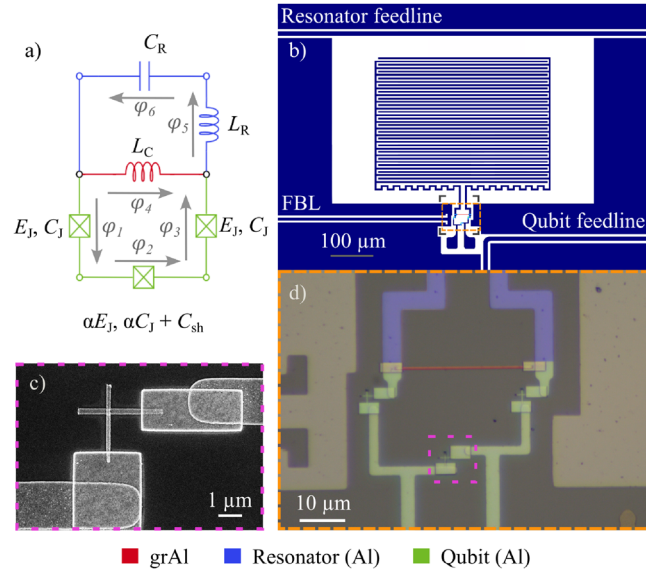 a)
C_R
φ_6
φ_5
L_R
L_C
φ_4
E_J, C_J
φ_1
φ_2
φ_3
E_J, C_J
αE_J, αC_J + C_sh
Resonator feedline
b)
FBL
Qubit feedline
100 μm
c)
1 μm
d)
10 μm
grAl
Resonator (Al)
Qubit (Al)